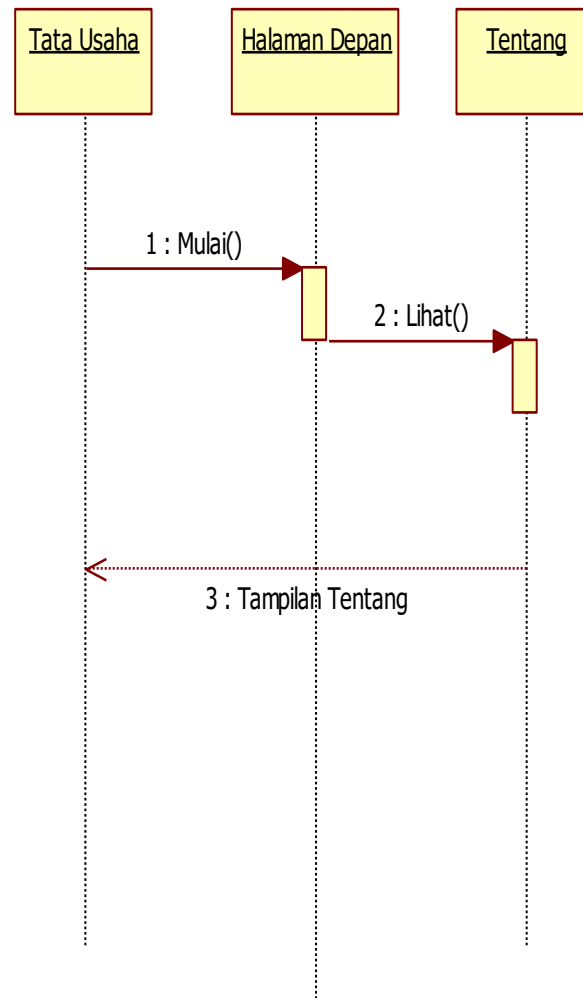 Tata Usaha
Halaman Depan
Tentang
1 : Mulai()
2 : Lihat()
3 : Tampilan Tentang